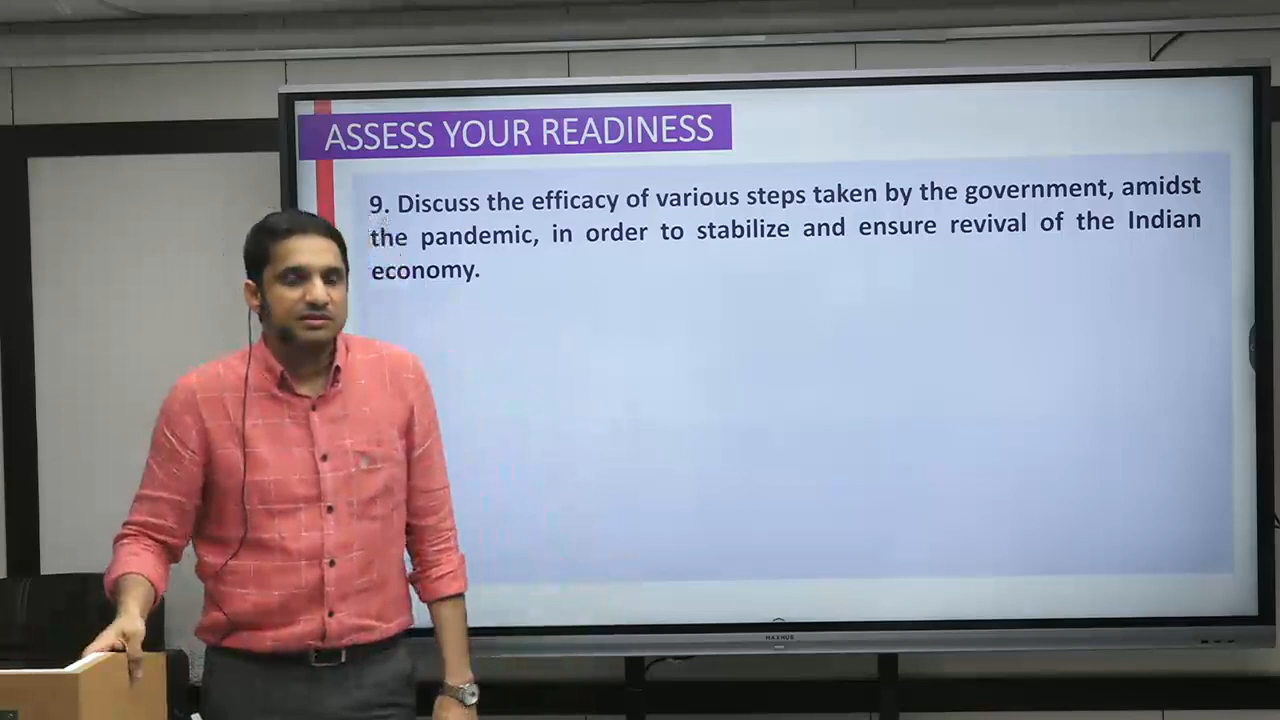 ASSESS YOUR READINESS
9. Discuss the efficacy of various steps taken by the government, amidst
the pandemic, in order to stabilize and ensure revival of the Indian
economy.
MAXHUB